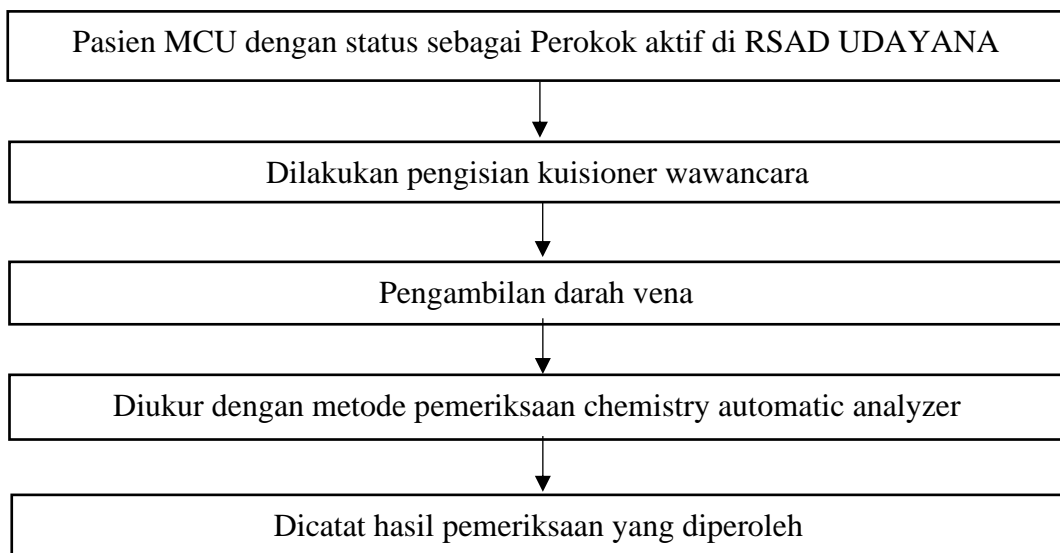 Pasien MCU dengan status sebagai Perokok aktif di RSAD UDAYANA
Dilakukan pengisian kuisioner wawancara
Pengambilan darah vena
Diukur dengan metode pemeriksaan chemistry automatic analyzer
Dicatat hasil pemeriksaan yang diperoleh